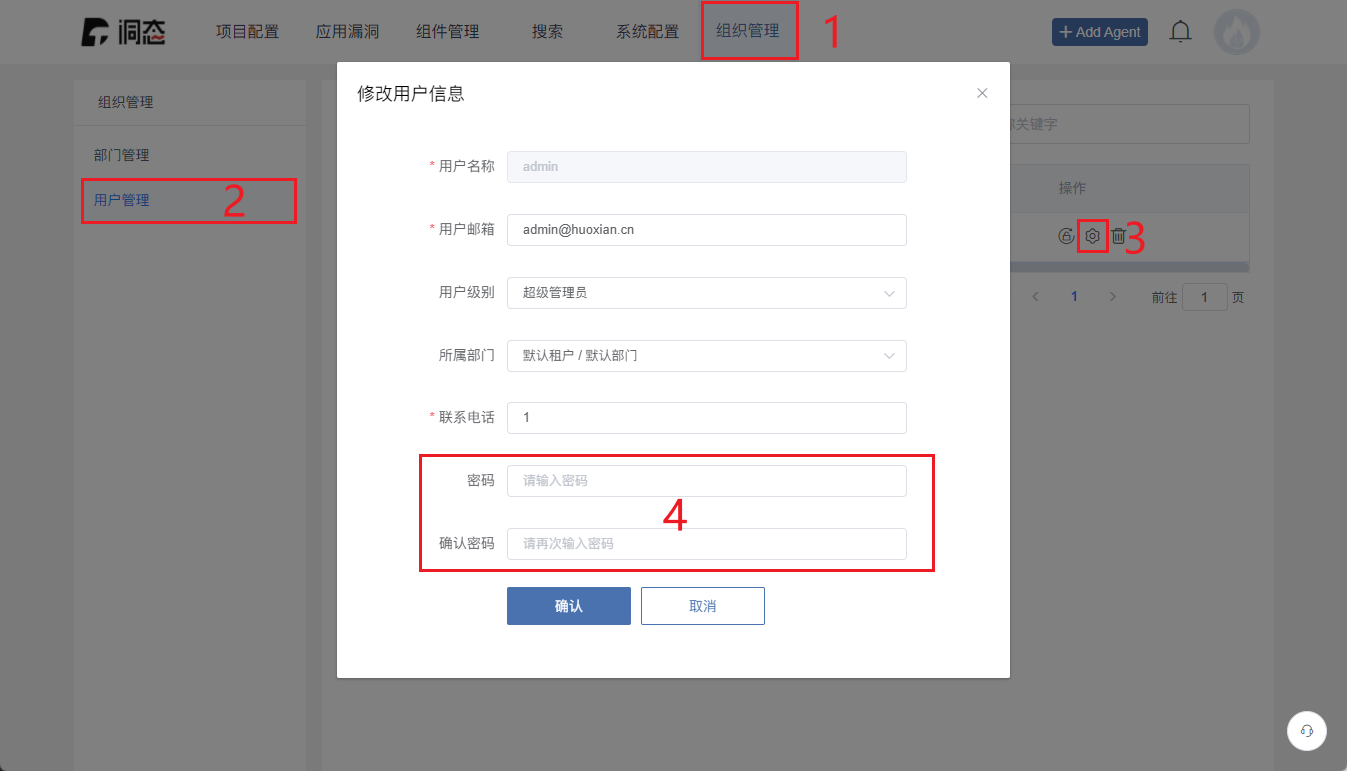 洞态
项目配置
应用漏洞
组件管理
搜索
系统配置
组织管理
1
+ Add Agent
组织管理
部门管理
用户管理
2
修改用户信息
* 用户名称
admin
* 用户邮箱
admin@huoxian.cn
用户级别
超级管理员
所属部门
默认租户 / 默认部门
* 联系电话
1
密码
请输入密码
4
确认密码
请再次输入密码
确认
取消
关键字
操作
3
1
前往
1
页